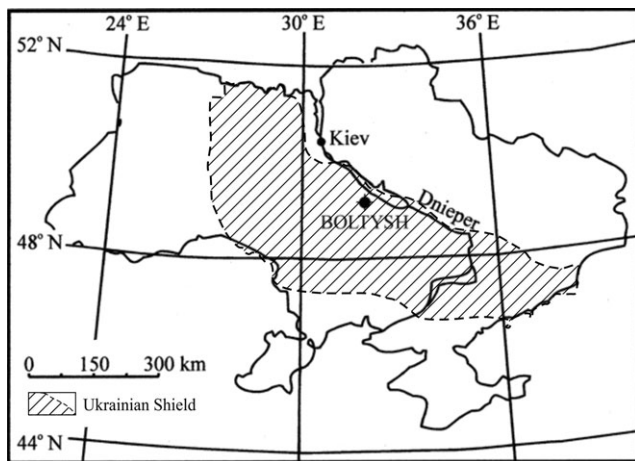 24° E
30° E
36° E
52° N
Kiev
Dnieper
BOLTYSH
48° N
0 150 300 km
Ukrainian Shield
44° N